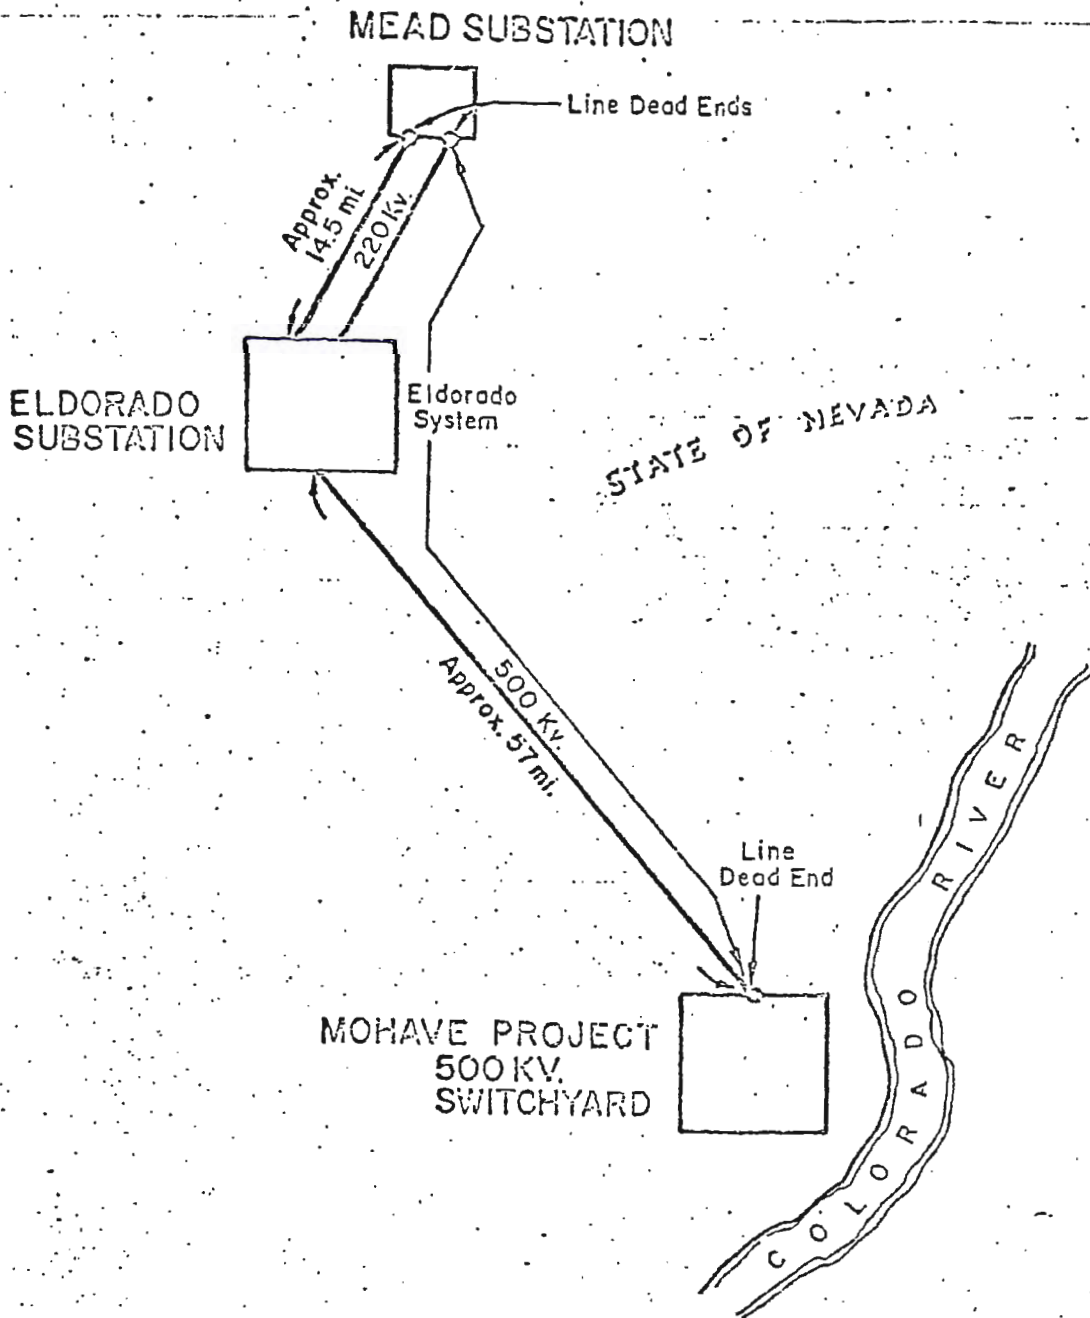 MEAD SUBSTATION
Line Dead Ends
Approx.
14.5 mi
220 Kv.
ELDORADO
SUBSTATION
Eldorado
System
STATE OF NEVADA
500 Kv.
Approx. 57 mi.
Line
Dead End
MOHAVE PROJECT
500 KV.
SWITCHYARD
COLORADO RIVER